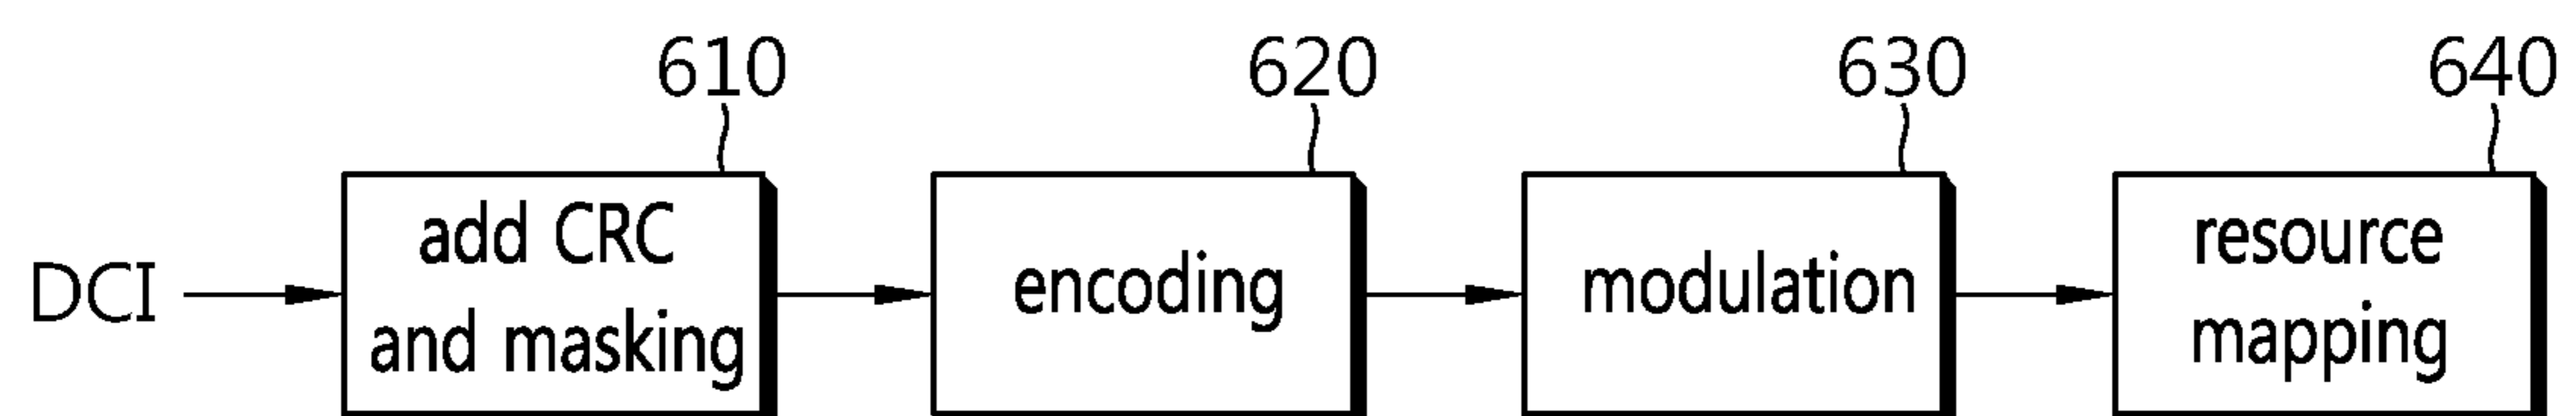 610
620
630
640
DCI
add CRC
and masking
encoding
modulation
resource
mapping